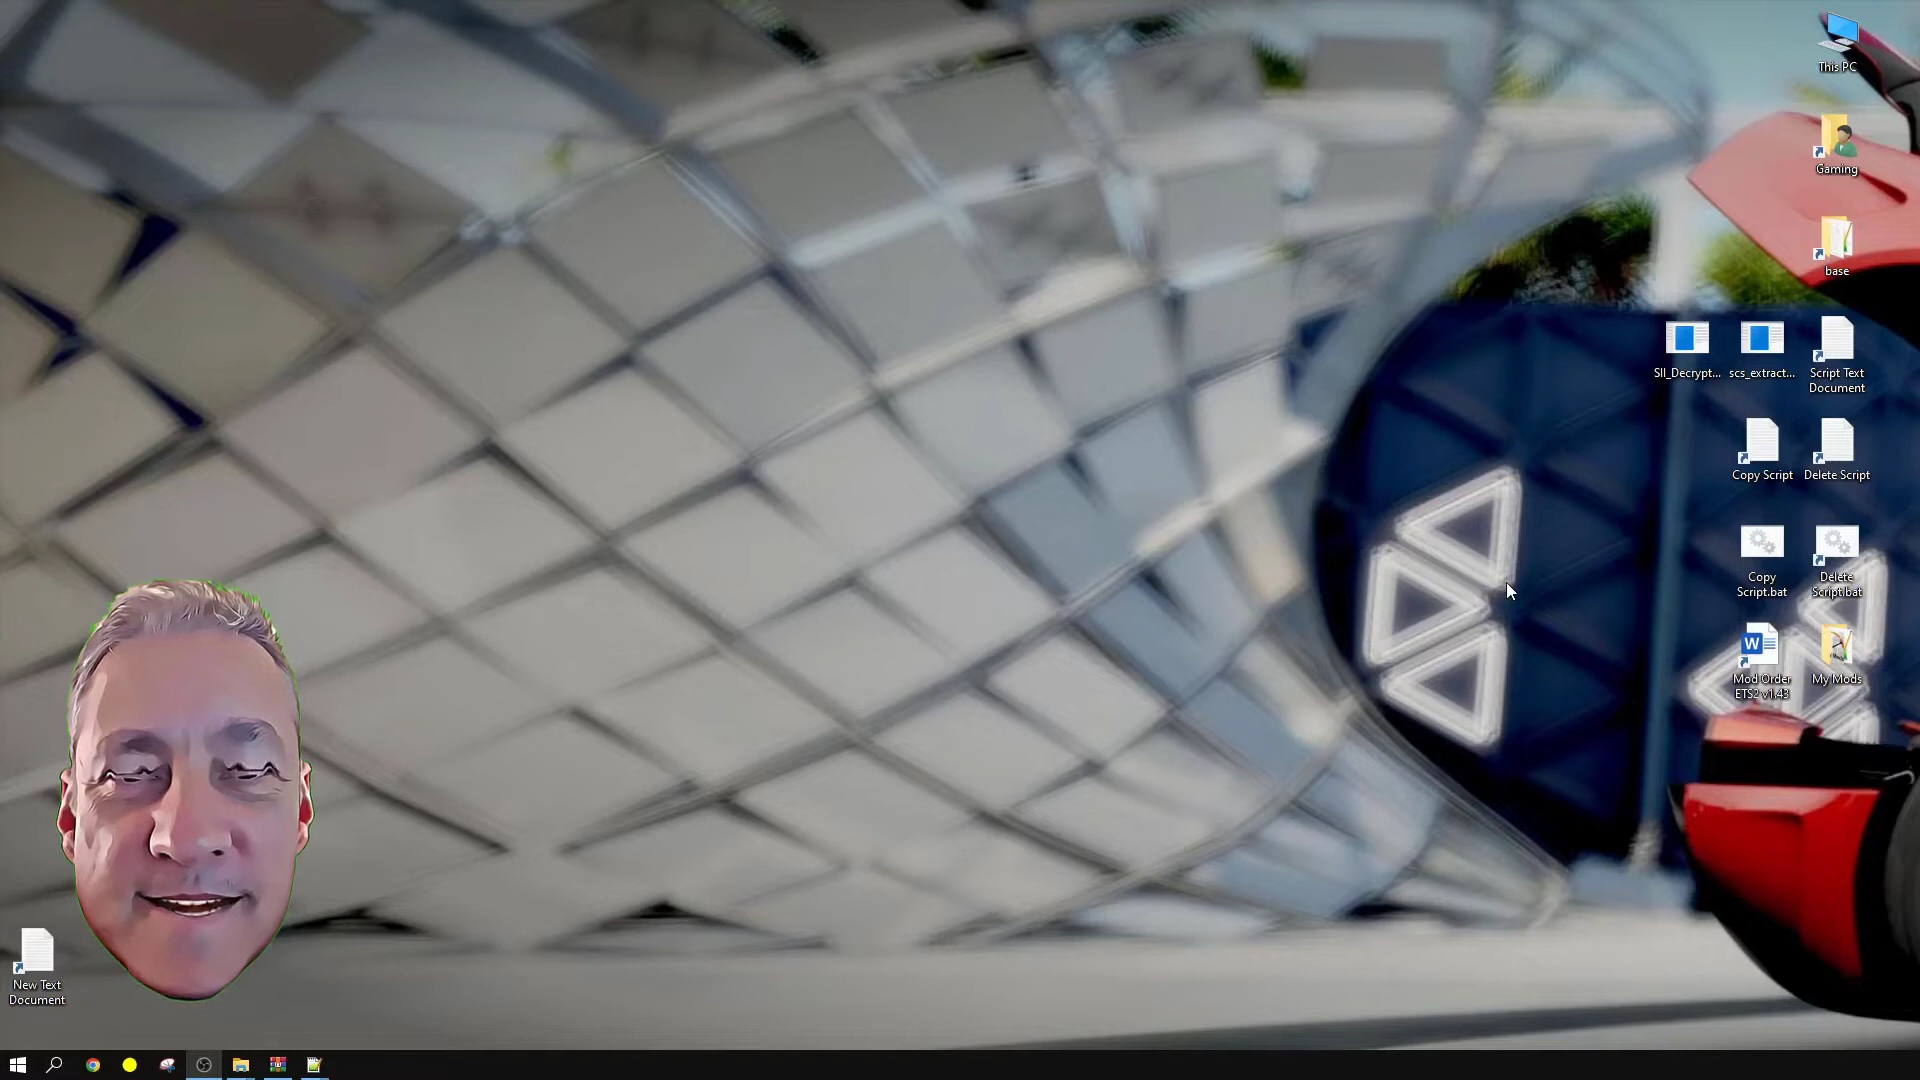 This PC
Gaming
base
SII_Decrypt...
scs_extract...
Script Text
Document
Copy Script
Delete Script
Copy
Script.bat
Delete
Script.bat
Mod Order
ETS2 v1.43
My Mods
New Text
Document